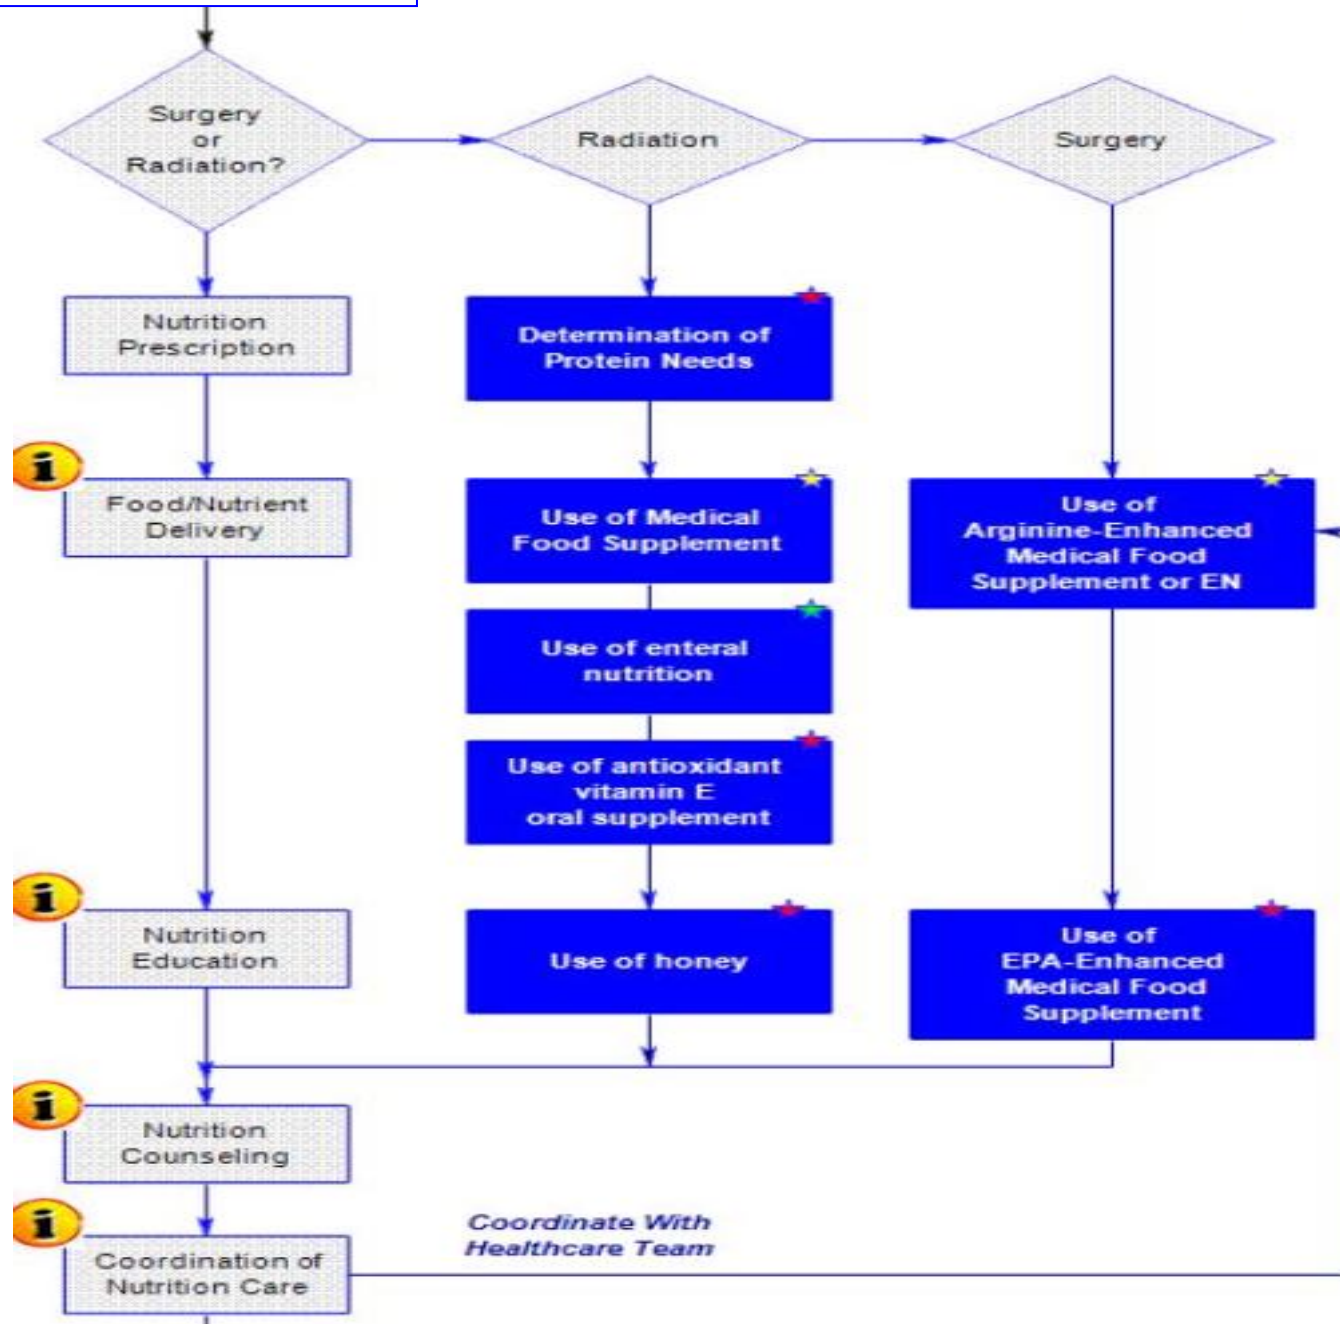 Surgery
or
Radiation?
Radiation
Surgery
Nutrition
Prescription
Determination of
Protein Needs
i
Food/Nutrient
Delivery
Use of Medical
Food Supplement
Use of
Arginine-Enhanced
Medical Food
Supplement or EN
Use of enteral
nutrition
Use of antioxidant
vitamin E
oral supplement
i
Nutrition
Education
Use of honey
Use of
EPA-Enhanced
Medical Food
Supplement
i
Nutrition
Counseling
i
Coordination of
Nutrition Care
Coordinate With
Healthcare Team